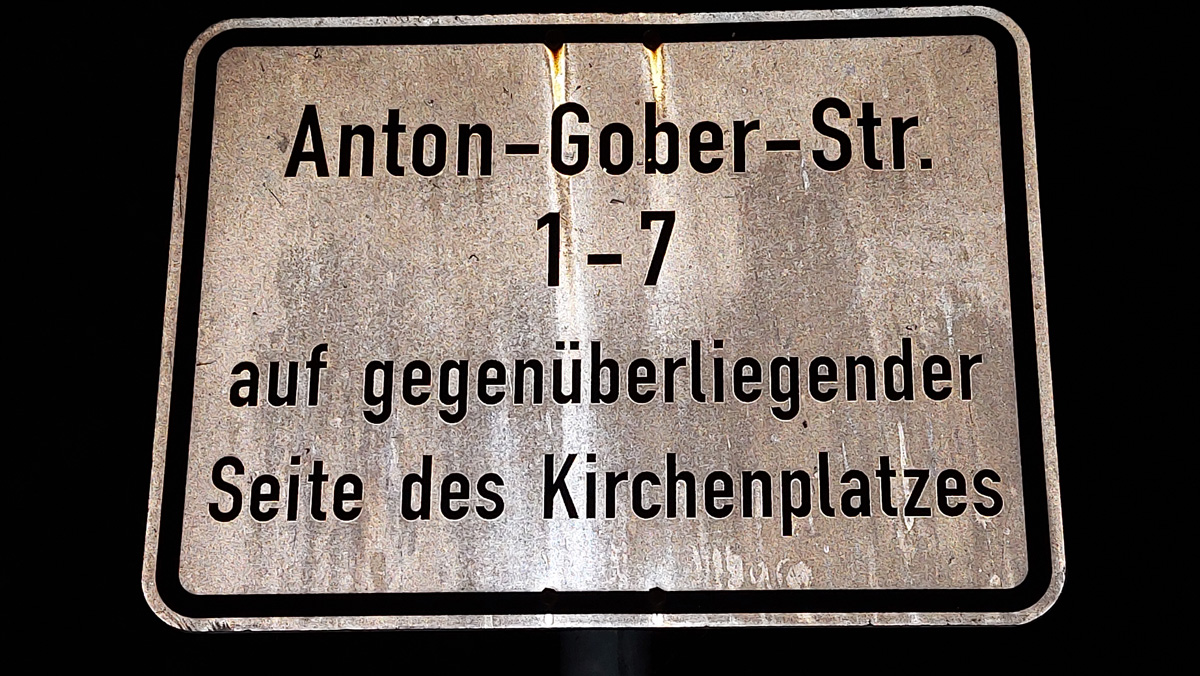 Anton-Gober-Str.
1-7
auf gegenüberliegender
Seite des Kirchenplatzes